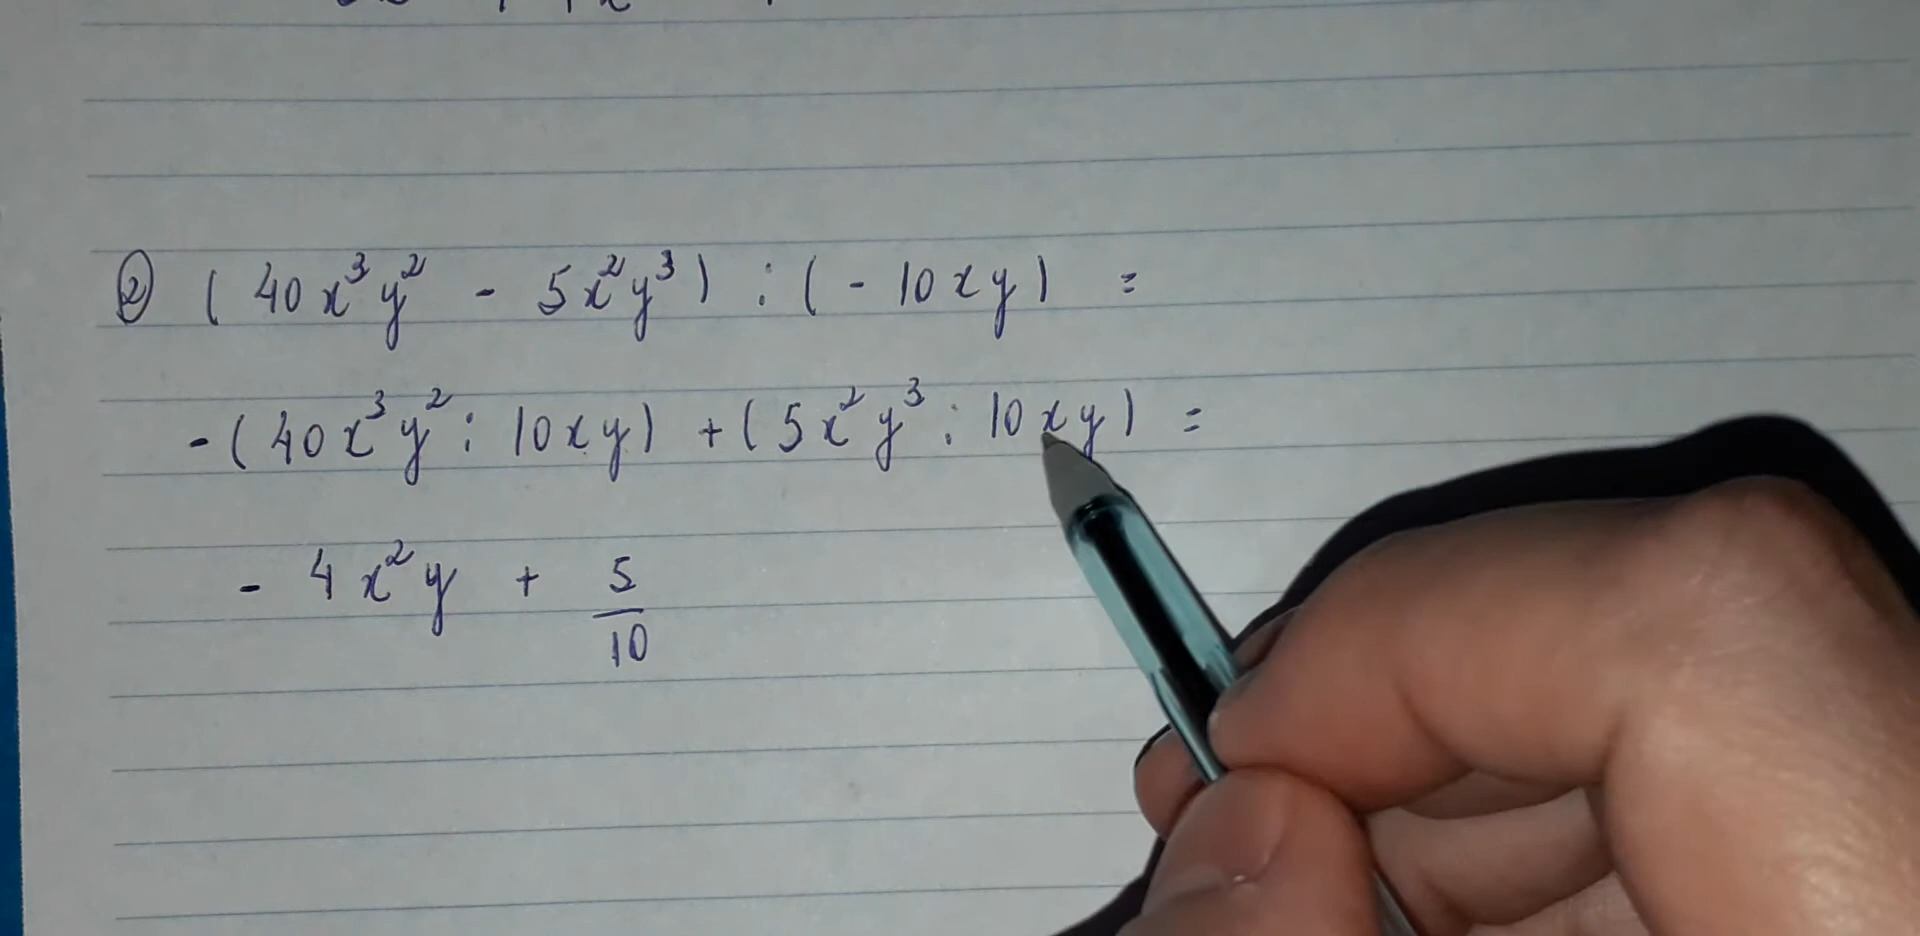 ② (40x³y² - 5x²y³) : (-10xy) =
-(40x³y² : 10xy) + (5x²y³ : 10xy) =
- 4x²y + 5/10